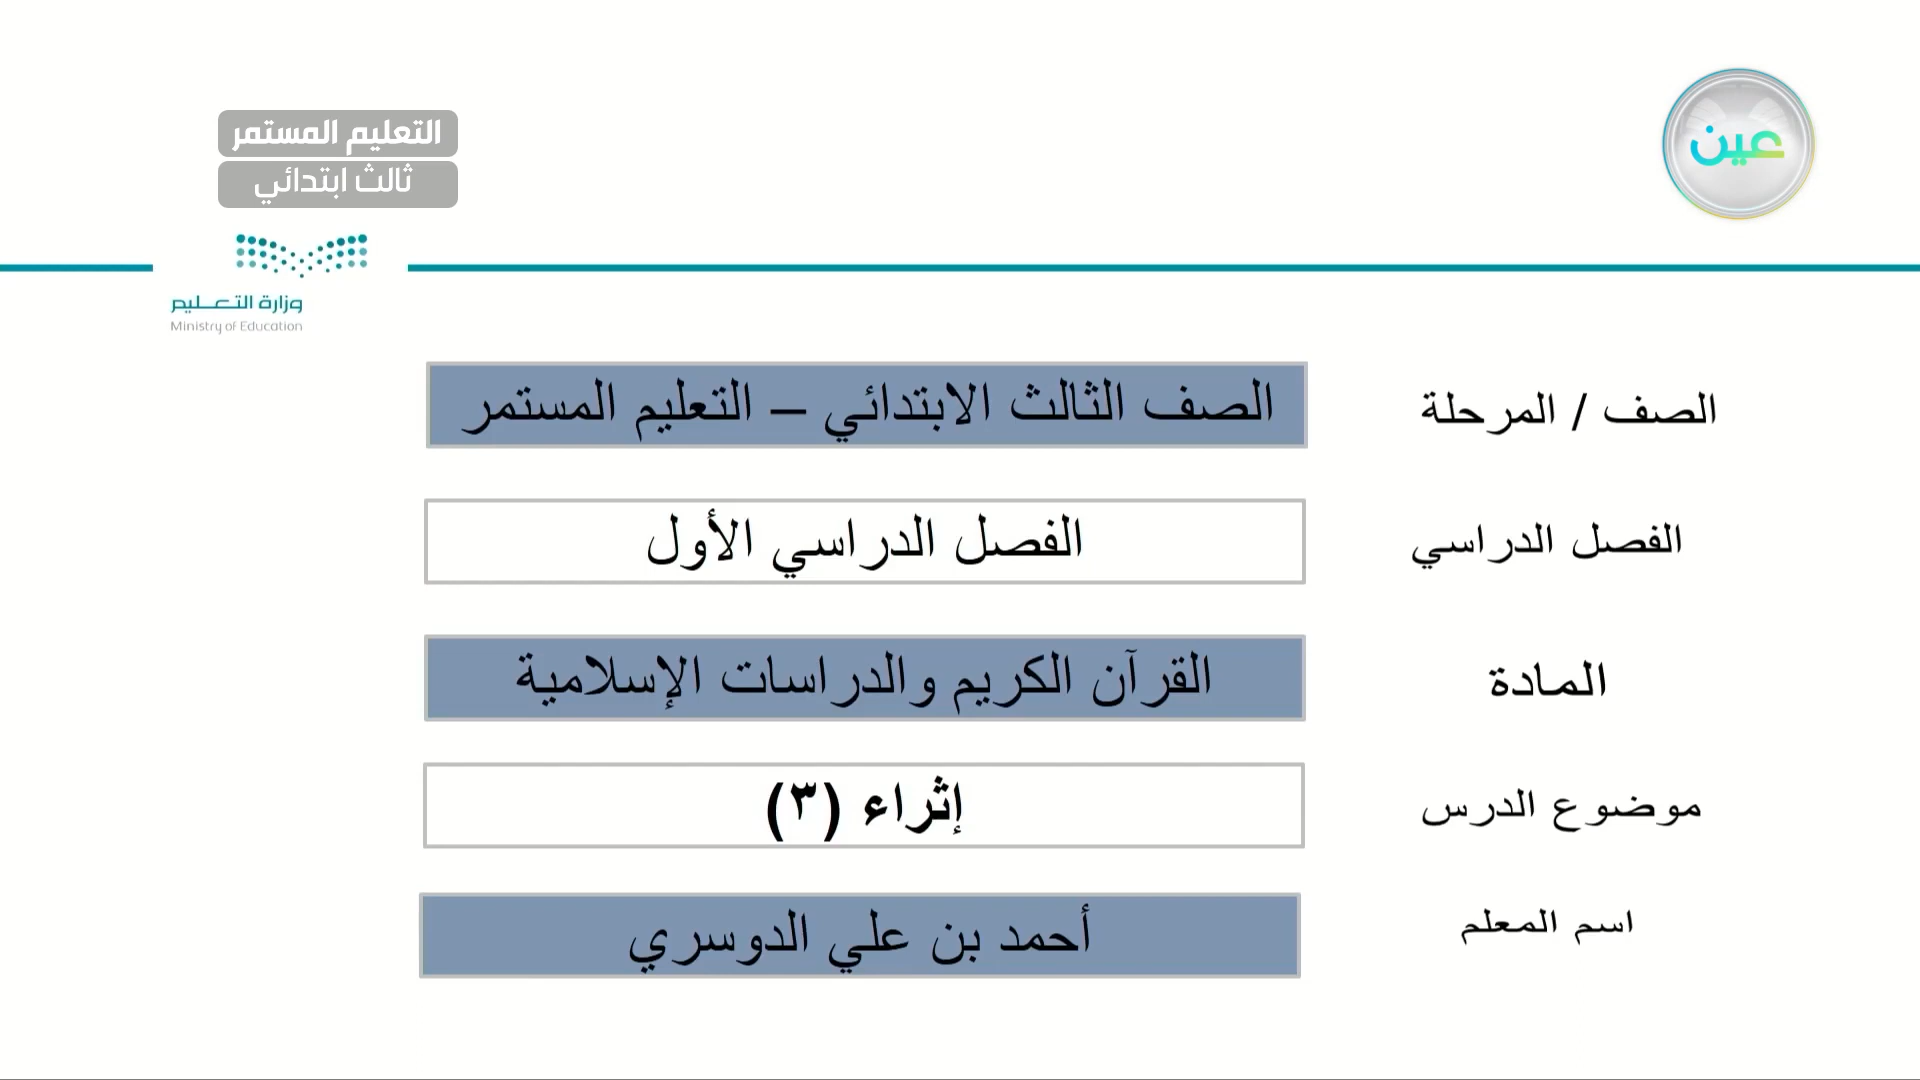 عين
التعليم المستمر
ثالث ابتدائي
وزارة التعـــليم
Ministry of Education
الصف / المرحلة
الصف الثالث الابتدائي – التعليم المستمر
الفصل الدراسي
الفصل الدراسي الأول
المادة
القرآن الكريم والدراسات الإسلامية
موضوع الدرس
إثراء (٣)
اسم المعلم
أحمد بن علي الدوسري